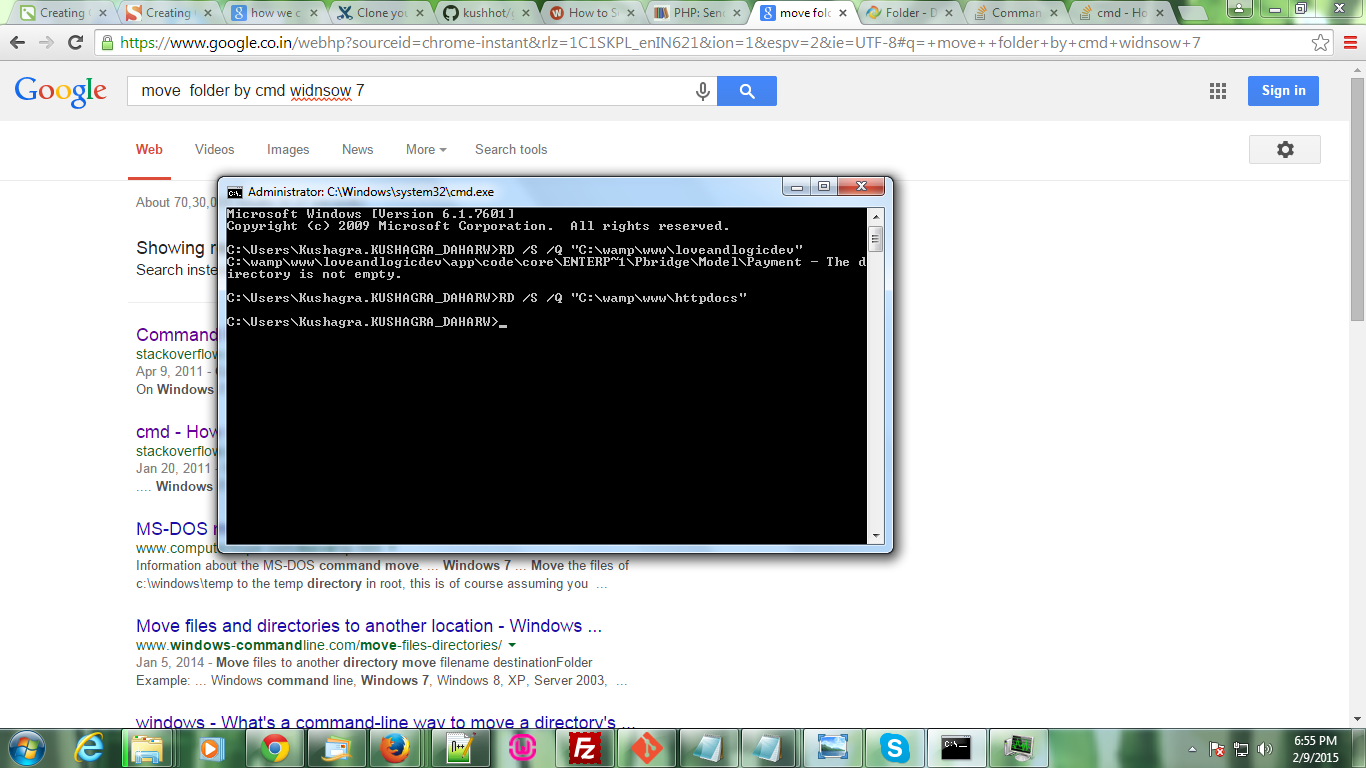 Creating
Creating
how we c
Clone you
kushhot/
How to S
PHP: Sen
move fol
Folder - D
Comman
cmd - Ho
https://www.google.co.in/webhp?sourceid=chrome-instant&rlz=1C1SKPL_enIN621&ion=1&espv=2&ie=UTF-8#q=+move++folder+by+cmd+widnsow+7
Google
move  folder by cmd widnsow 7
Sign in
Web Videos Images News More Search tools
About 70,30,0
Showing r
Search inste
Administrator: C:\Windows\system32\cmd.exe
Microsoft Windows [Version 6.1.7601]
Copyright (c) 2009 Microsoft Corporation.  All rights reserved.
C:\Users\Kushagra.KUSHAGRA_DAHARW>RD /S /Q "C:\wamp\www\loveandlogicdev"
C:\wamp\www\loveandlogicdev\app\code\core\ENTERP~1\Pbridge\Model\Payment - The d
irectory is not empty.
C:\Users\Kushagra.KUSHAGRA_DAHARW>RD /S /Q "C:\wamp\www\httpdocs"
C:\Users\Kushagra.KUSHAGRA_DAHARW>_
Command
stackoverflow
Apr 9, 2011 -
On Windows
cmd - How
stackoverflow
Jan 20, 2011 -
.... Windows
MS-DOS
www.comput
Information about the MS-DOS command move. ... Windows 7 ... Move the files of
c:\windows\temp to the temp directory in root, this is of course assuming you ...
Move files and directories to another location - Windows ...
www.windows-commandline.com/move-files-directories/
Jan 5, 2014 - Move files to another directory move filename destinationFolder
Example: ... Windows command line, Windows 7, Windows 8, XP, Server 2003, ...
windows - What's a command-line way to move a directory's ...
6:55 PM
2/9/2015